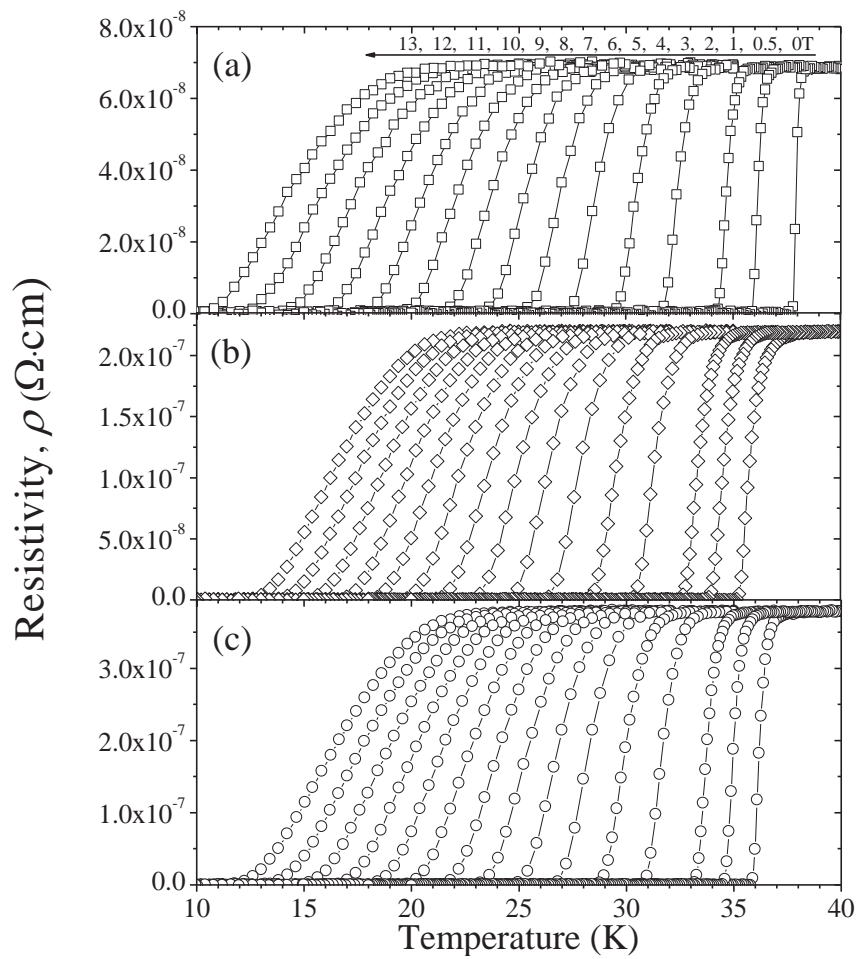 8.0x10⁻⁸
(a)
13, 12, 11, 10, 9, 8, 7, 6, 5, 4, 3, 2, 1, 0.5, 0T
6.0x10⁻⁸
4.0x10⁻⁸
2.0x10⁻⁸
0.0
(b)
2.0x10⁻⁷
1.5x10⁻⁷
1.0x10⁻⁷
5.0x10⁻⁸
0.0
(c)
3.0x10⁻⁷
2.0x10⁻⁷
1.0x10⁻⁷
0.0
Resistivity, ρ (Ω·cm)
10 15 20 25 30 35 40
Temperature (K)